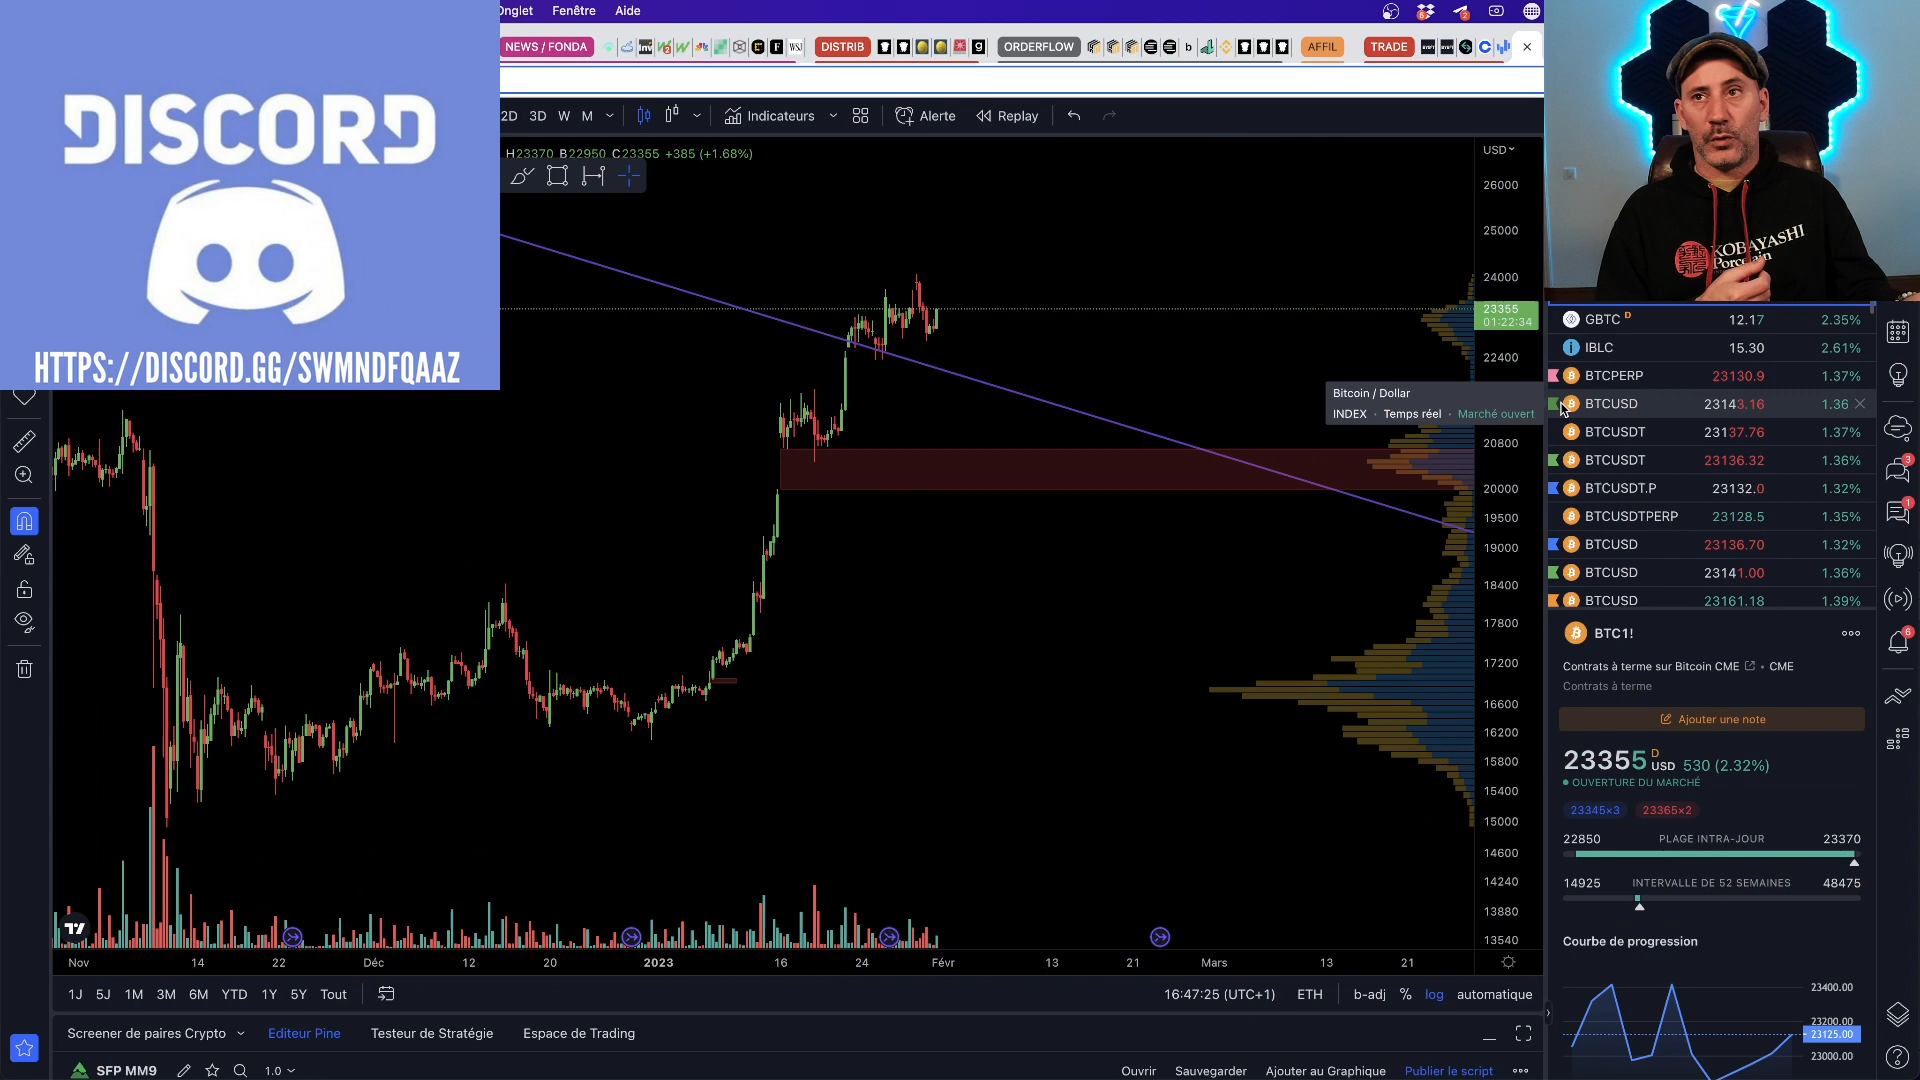 Onglet Fenêtre Aide
DISCORD
HTTPS://DISCORD.GG/SWMNDFQAAZ
NEWS / FONDA
DISTRIB
ORDERFLOW
AFFIL
TRADE
2D 3D W M
Indicateurs
Alerte
Replay
H23370 B22950 C23355 +385 (+1.68%)
USD
26000
25000
24000
23355
01:22:34
22400
20800
20000
19500
19000
18400
17800
17200
16600
16200
15800
15400
15000
14600
14240
13880
13540
Bitcoin / Dollar
INDEX · Temps réel · Marché ouvert
KOBAYASHI
Porcelain
GBTC D 12.17 2.35%
IBLC 15.30 2.61%
BTCPERP 23130.9 1.37%
BTCUSD 23143.16 1.36
BTCUSDT 23137.76 1.37%
BTCUSDT 23136.32 1.36%
BTCUSDT.P 23132.0 1.32%
BTCUSDTPERP 23128.5 1.35%
BTCUSD 23136.70 1.32%
BTCUSD 23141.00 1.36%
BTCUSD 23161.18 1.39%
BTC1!
Contrats à terme sur Bitcoin CME • CME
Contrats à terme
Ajouter une note
23355 D USD 530 (2.32%)
OUVERTURE DU MARCHÉ
23345×3 23365×2
22850 PLAGE INTRA-JOUR 23370
14925 INTERVALLE DE 52 SEMAINES 48475
Courbe de progression
23400.00
23200.00
23125.00
23000.00
Nov 14 22 Déc 12 20 2023 16 24 Févr 13 21 Mars 13 21
1J 5J 1M 3M 6M YTD 1Y 5Y Tout
16:47:25 (UTC+1) ETH b-adj % log automatique
Screener de paires Crypto Editeur Pine Testeur de Stratégie Espace de Trading
SFP MM9 1.0
Ouvrir Sauvegarder Ajouter au Graphique Publier le script